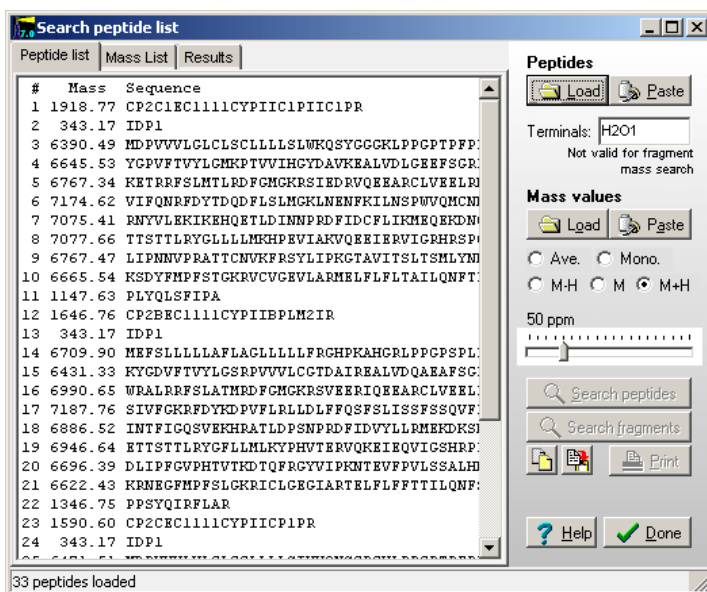 7.0 Search peptide list
Peptide list Mass List Results
# Mass Sequence
1 1918.77 CP2C1EC1111CYPIIC1PIIC1PR
2 343.17 IDP1
3 6390.49 MDPVVVLGLCLSCLLLLSLWKQSYGGGKLPPGPTPFP
4 6645.53 YGPVFTVYLGMKPTVVIHGYDAVKEALVDLGEEFSGR
5 6767.34 KETRRFSLMTLRDFGMGKRSIEDRVQEEARCLVEELR
6 7174.62 VIFQNRFDYTDQDFLSLMGKLNENFKILNSPWVQMCN
7 7075.41 RNYVLEKIKEHQETLDINNPRDFIDCFLIKMEQEKDN
8 7077.66 TTSTTLRYGLLLLMKHPEVIAKVQEEIERVIGRHRSP
9 6767.47 LIPNNVPRATTCNVKFRSYLIPKGTAVITSLTSMLYN
10 6665.54 KSDYFMPFSTGKRVCVGEVLARMELFLFLTAILQNFT
11 1147.63 PLYQLSFIPA
12 1646.76 CP2BEC1111CYPIIBPLM2IR
13 343.17 IDP1
14 6709.90 MEFSLLLLLAFLAGLLLLLFRGHPKAHGRLPPGPSPL
15 6431.33 KYGDVFTVYLGSRPVVVLCGTDAIREALVDQAEAFSG
16 6990.65 WRALRRFSLATMRDFGMGKRSVEERIQEEARCLVEEL
17 7187.76 SIVFGKRFDYKDPVFLRLLDLFFQSFSLISSFSSQVF
18 6886.52 INTFIGQSVEKHRATLDPSNPRDFIDVYLLRMEKDKS
19 6946.64 ETTSTTLRYGFLLMLKYPHVTERVQKEIEQVIGSHRP
20 6696.39 DLIPFGVPHTVTKDTQFRGYVIPKNTEVFPVLSSALH
21 6622.43 KRNEGFMPFSLGKRICLGEGIARTELFLFFTTILQNF
22 1346.75 PPSYQIRFLAR
23 1590.60 CP2CEC1111CYPIICP1PR
24 343.17 IDP1
Peptides
Load Paste
Terminals: H2O1
Not valid for fragment
mass search
Mass values
Load Paste
Ave. Mono.
M-H M M+H
50 ppm
Search peptides
Search fragments
Print
Help Done
33 peptides loaded